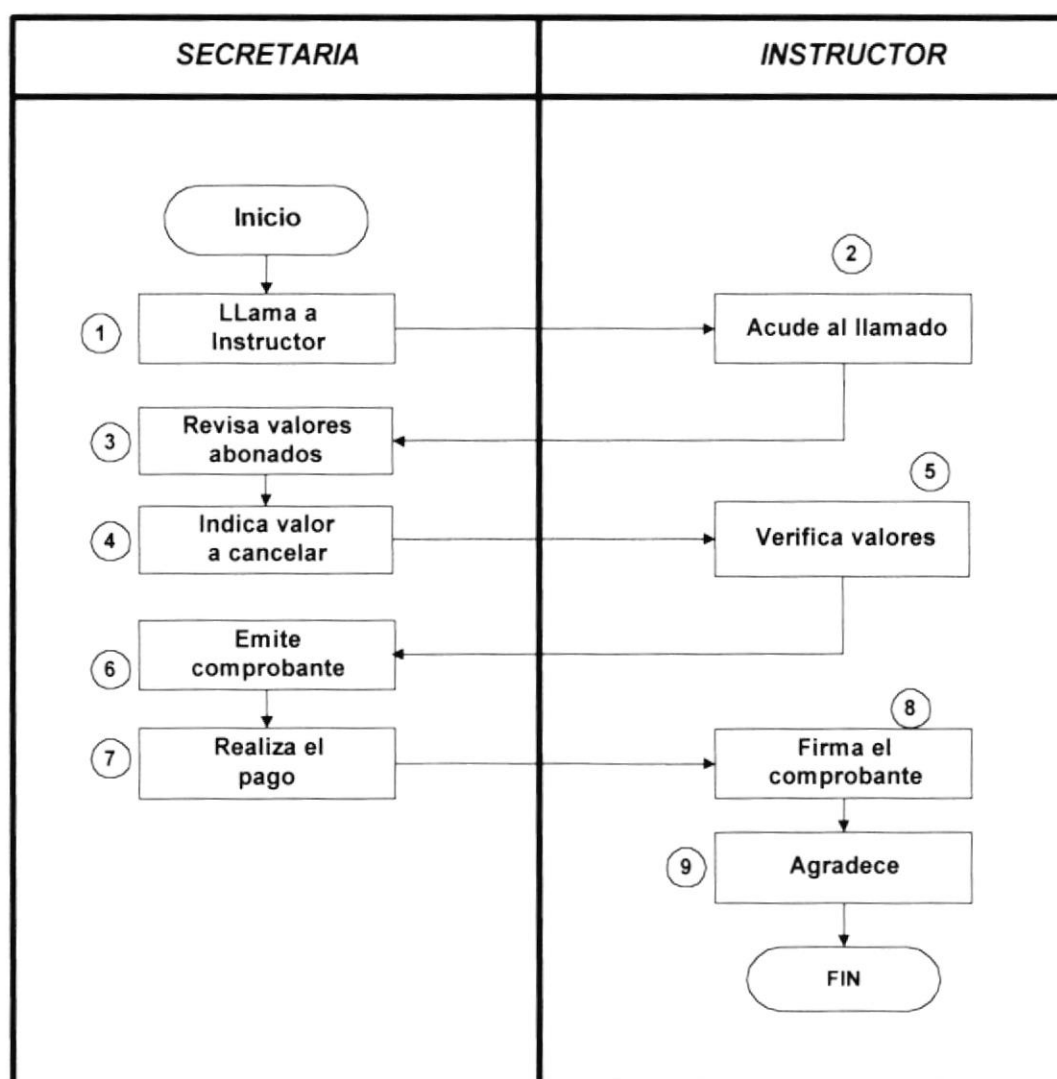 SECRETARIA
INSTRUCTOR
Inicio
2
1
LLama a
Instructor
Acude al llamado
3
Revisa valores
abonados
5
4
Indica valor
a cancelar
Verifica valores
6
Emite
comprobante
8
7
Realiza el
pago
Firma el
comprobante
9
Agradece
FIN